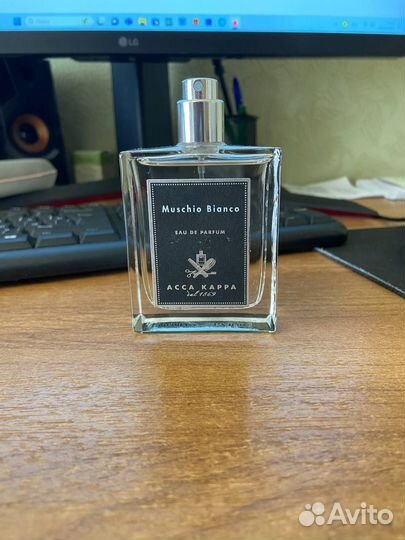 LG
Muschio Bianco
EAU DE PARFUM
ACCA KAPPA
dal 1869
Avito